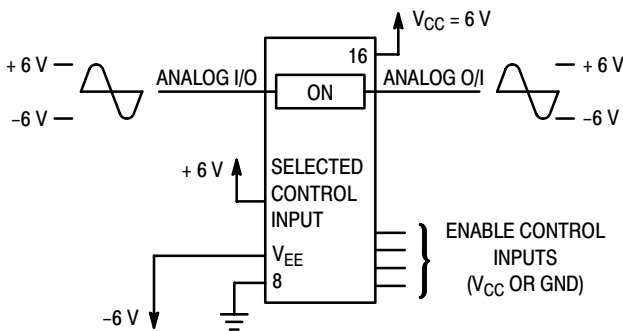 V_CC = 6 V
16
+ 6 V
ANALOG I/O
ON
ANALOG O/I
+ 6 V
−6 V
−6 V
+ 6 V
SELECTED
CONTROL
INPUT
V_EE
8
−6 V
ENABLE CONTROL
INPUTS
(V_CC OR GND)